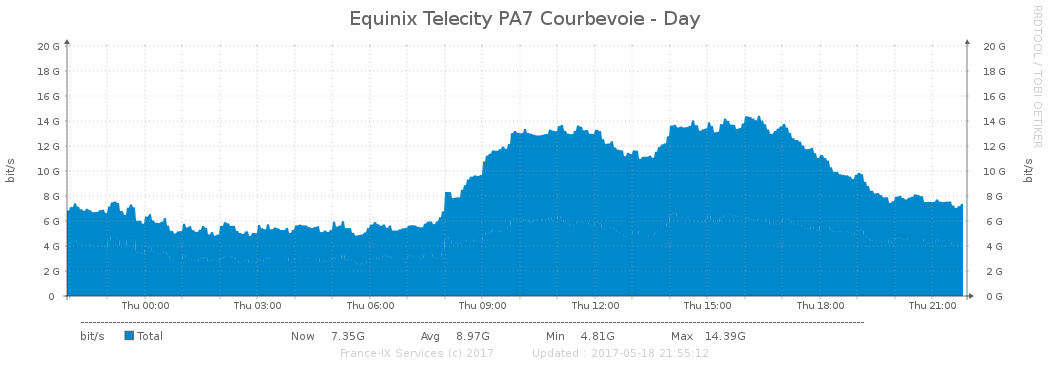 Equinix Telecity PA7 Courbevoie - Day
RRDTOOL / TOBI OETIKER
bit/s
20 G 20 G
18 G 18 G
16 G 16 G
14 G 14 G
12 G 12 G
10 G 10 G
8 G 8 G
6 G 6 G
4 G 4 G
2 G 2 G
0 0 G
bit/s
Thu 00:00 Thu 03:00 Thu 06:00 Thu 09:00 Thu 12:00 Thu 15:00 Thu 18:00 Thu 21:00
bit/s Total Now 7.35G Avg 8.97G Min 4.81G Max 14.39G
France-IX Services (c) 2017 Updated : 2017-05-18 21:55:12